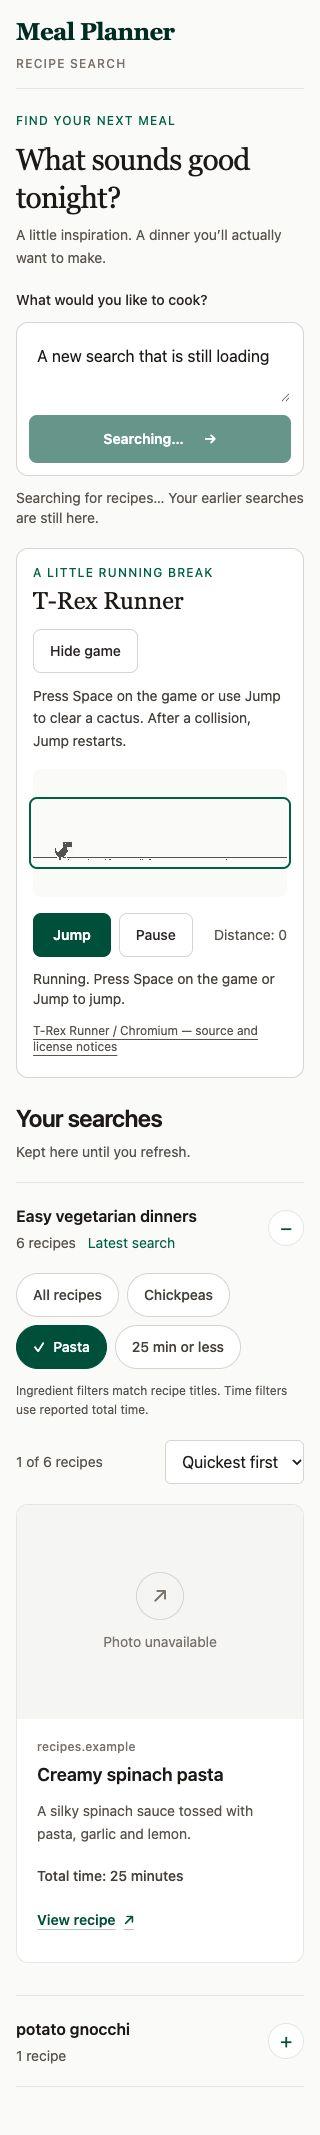 Meal Planner
RECIPE SEARCH
FIND YOUR NEXT MEAL
What sounds good
tonight?
A little inspiration. A dinner you’ll actually
want to make.
What would you like to cook?
A new search that is still loading
Searching... →
Searching for recipes... Your earlier searches
are still here.
A LITTLE RUNNING BREAK
T-Rex Runner
Hide game
Press Space on the game or use Jump
to clear a cactus. After a collision,
Jump restarts.
Jump
Pause
Distance: 0
Running. Press Space on the game or
Jump to jump.
T-Rex Runner / Chromium — source and
license notices
Your searches
Kept here until you refresh.
Easy vegetarian dinners
−
6 recipes Latest search
All recipes
Chickpeas
✓ Pasta
25 min or less
Ingredient filters match recipe titles. Time filters
use reported total time.
1 of 6 recipes
Quickest first
↗
Photo unavailable
recipes.example
Creamy spinach pasta
A silky spinach sauce tossed with
pasta, garlic and lemon.
Total time: 25 minutes
View recipe ↗
potato gnocchi
+
1 recipe